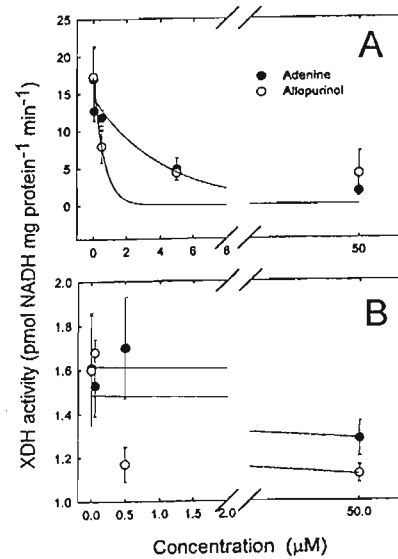 XDH activity (pmol NADH mg protein⁻¹ min⁻¹)
A
25
20
15
10
5
0
Adenine
Allopurinol
0 2 4 6 8 50
B
2.0
1.8
1.6
1.4
1.2
1.0
0.0 0.5 1.0 1.5 2.0 50.0
Concentration (μM)